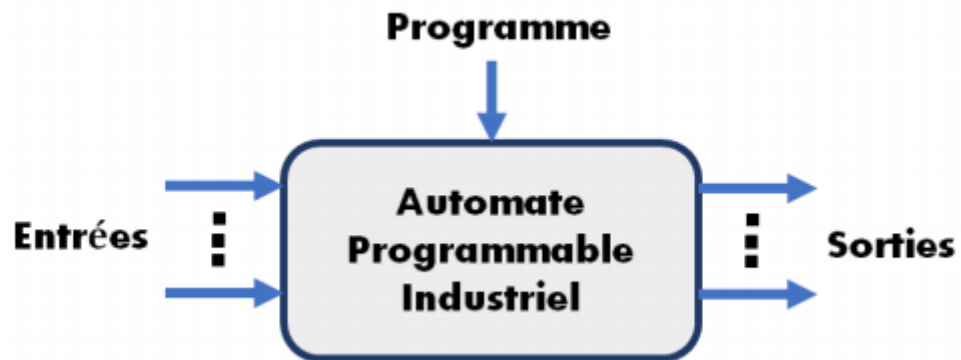 Programme
Entrées
Automate
Programmable
Industriel
Sorties